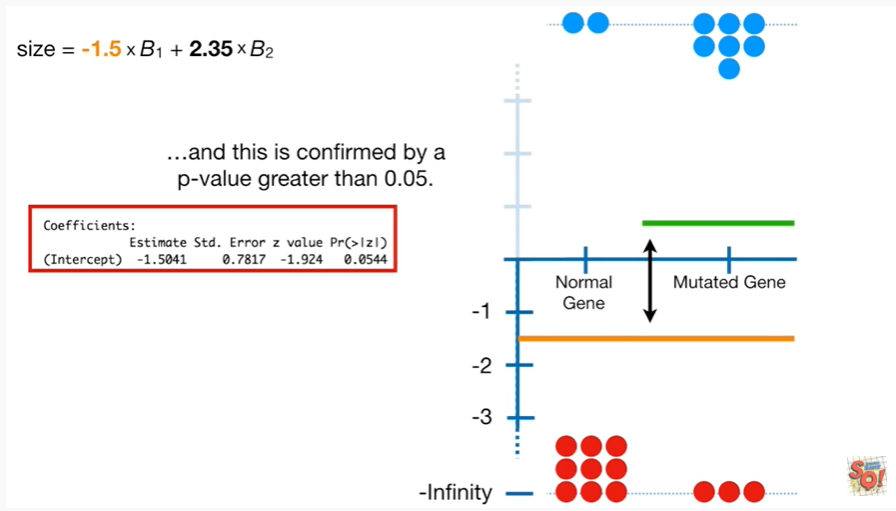 size = -1.5 x B1 + 2.35 x B2
...and this is confirmed by a
p-value greater than 0.05.
Coefficients:
Estimate Std. Error z value Pr(>|z|)
(Intercept) -1.5041 0.7817 -1.924 0.0544
Normal
Gene
Mutated Gene
-1
-2
-3
-Infinity
SQ!